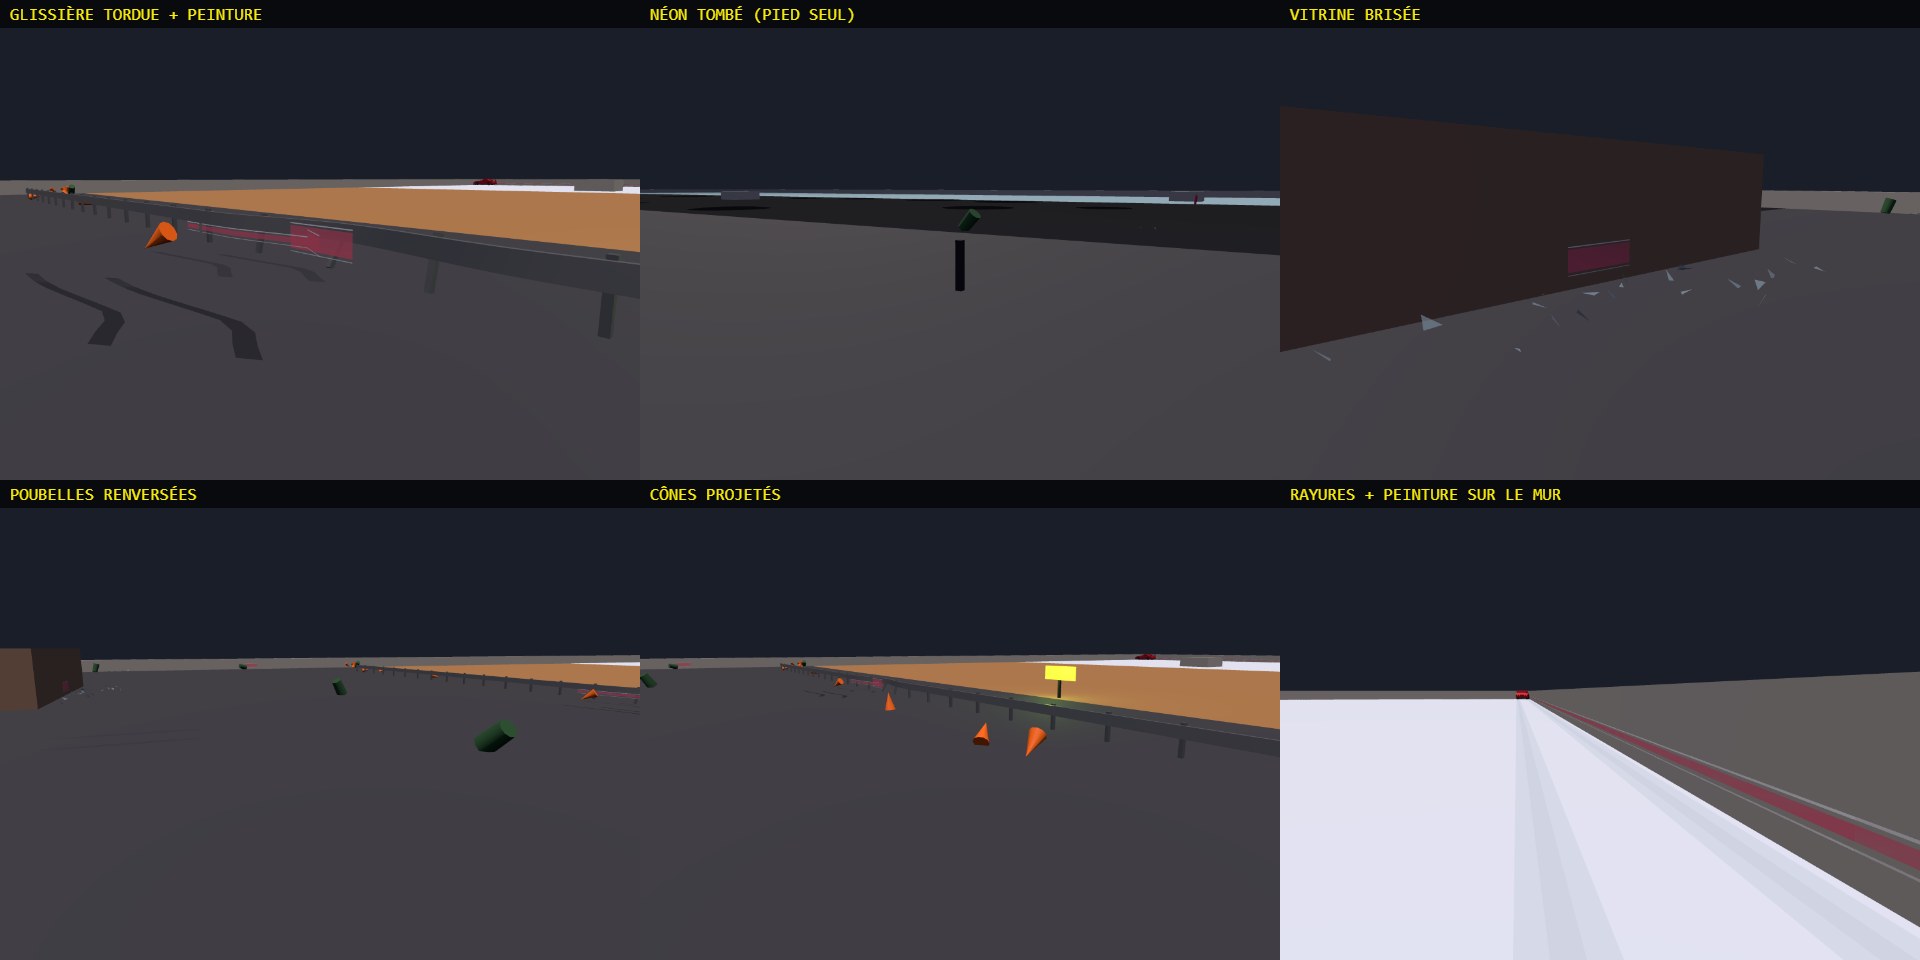 GLISSIÈRE TORDUE + PEINTURE
NÉON TOMBÉ (PIED SEUL)
VITRINE BRISÉE
POUBELLES RENVERSÉES
CÔNES PROJETÉS
RAYURES + PEINTURE SUR LE MUR